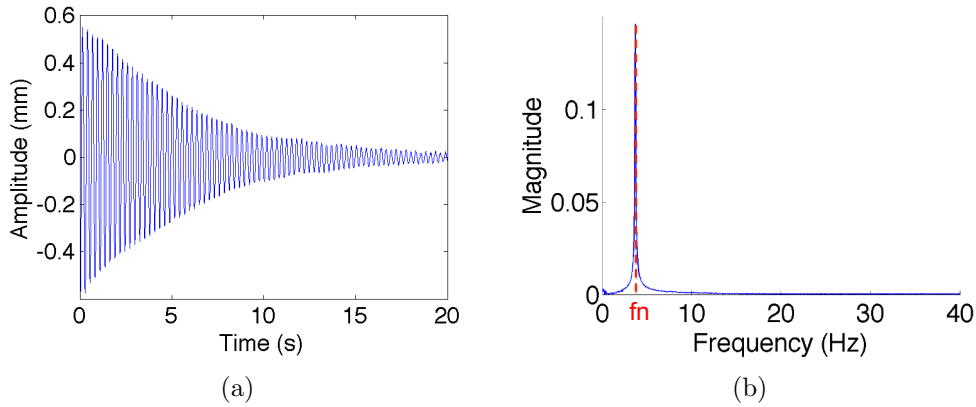 0.6
0.4
0.2
0
-0.2
-0.4
Amplitude (mm)
0 5 10 15 20
Time (s)
(a)
0.1
0.05
0
Magnitude
0 10 20 30 40
fn
Frequency (Hz)
(b)